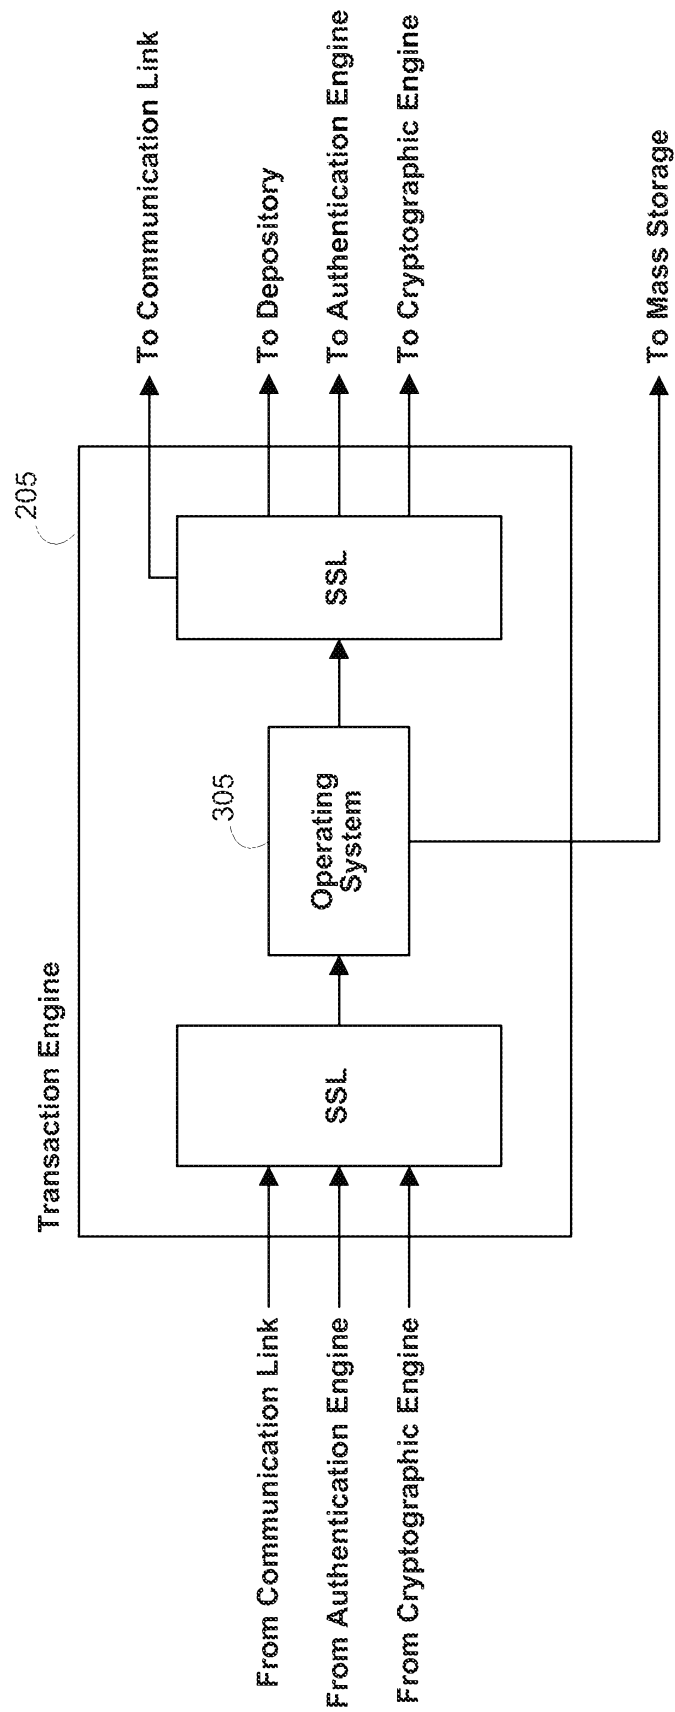 Transaction Engine
205
From Communication Link
From Authentication Engine
From Cryptographic Engine
SSL
305
Operating
System
SSL
To Communication Link
To Depository
To Authentication Engine
To Cryptographic Engine
To Mass Storage